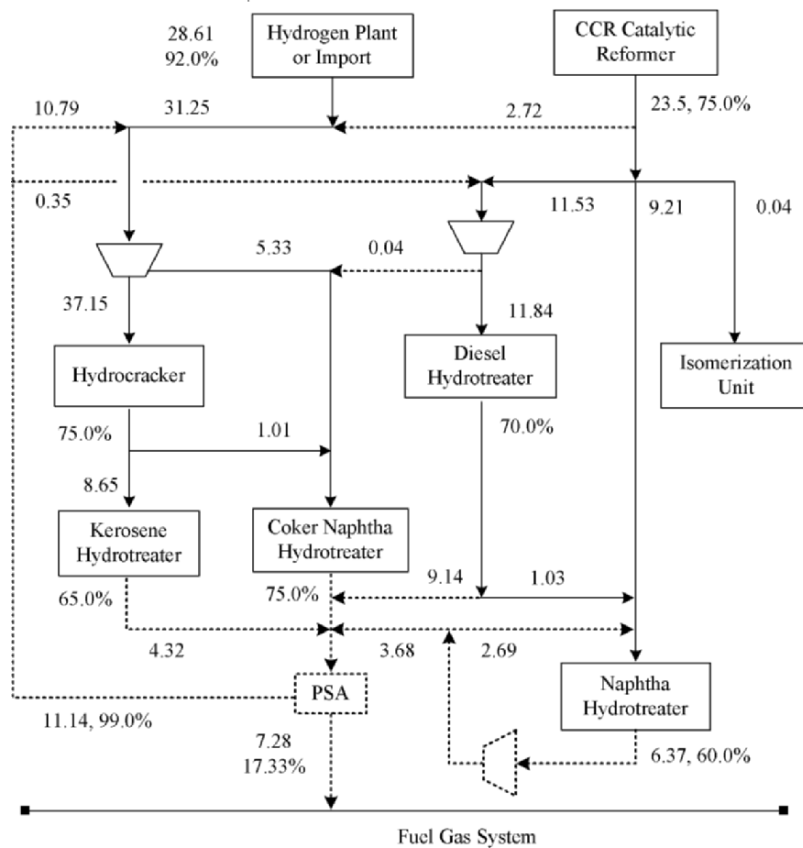 Hydrogen Plant
or Import
28.61
92.0%
CCR Catalytic
Reformer
23.5, 75.0%
10.79
31.25
2.72
0.35
11.53
9.21
0.04
5.33
0.04
37.15
11.84
Hydrocracker
Diesel
Hydrotreater
Isomerization
Unit
75.0%
1.01
70.0%
8.65
Kerosene
Hydrotreater
Coker Naphtha
Hydrotreater
65.0%
75.0%
9.14
1.03
4.32
3.68
2.69
PSA
Naphtha
Hydrotreater
11.14, 99.0%
7.28
17.33%
6.37, 60.0%
Fuel Gas System